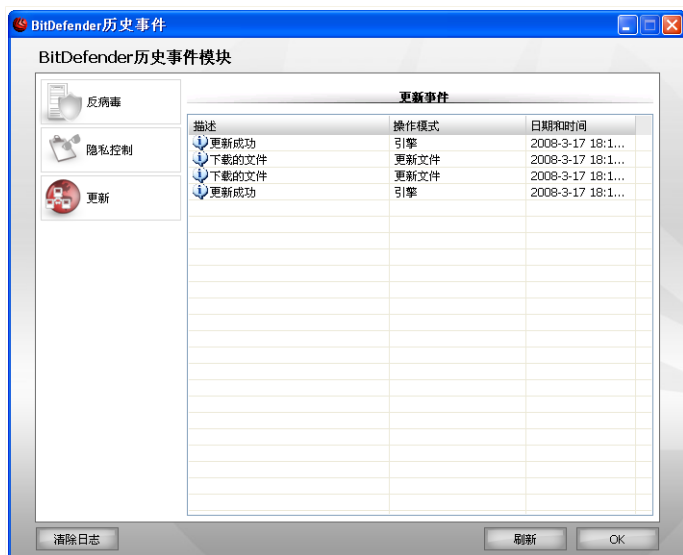 BitDefender历史事件
BitDefender历史事件模块
反病毒
隐私控制
更新
更新事件
描述 操作模式 日期和时间
更新成功 引擎 2008-3-17 18:1...
下载的文件 更新文件 2008-3-17 18:1...
下载的文件 更新文件 2008-3-17 18:1...
更新成功 引擎 2008-3-17 18:1...
清除日志 刷新 OK